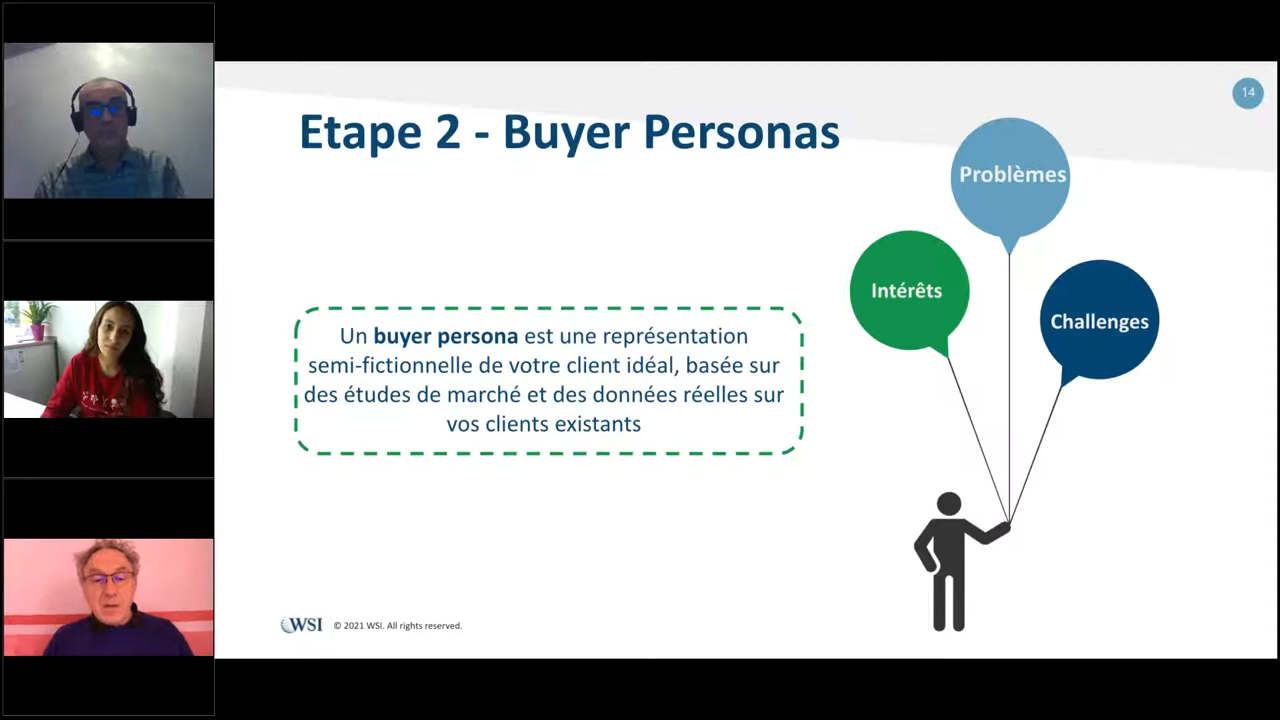 14
Etape 2 - Buyer Personas
Problèmes
Intérêts
Challenges
Un buyer persona est une représentation
semi-fictionnelle de votre client idéal, basée sur
des études de marché et des données réelles sur
vos clients existants
WSI © 2021 WSI. All rights reserved.